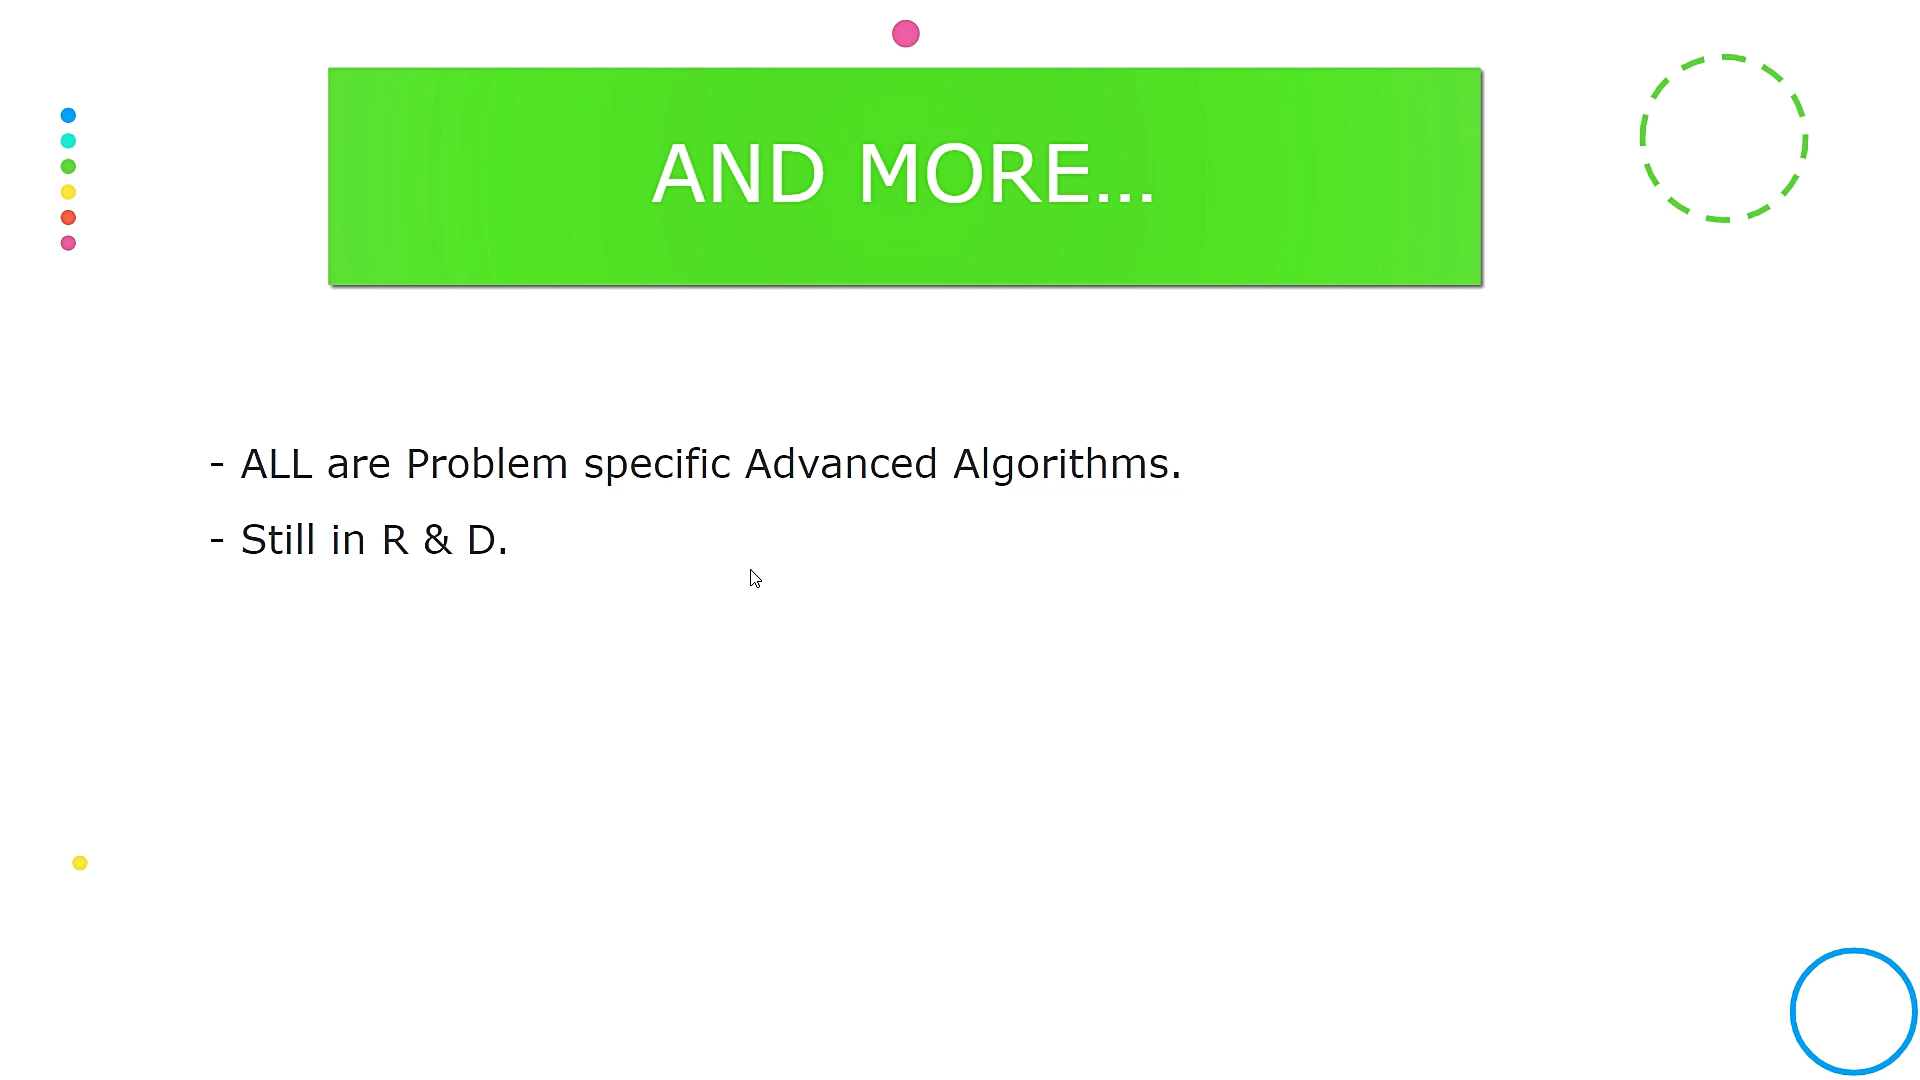 AND MORE...
- ALL are Problem specific Advanced Algorithms.
- Still in R & D.